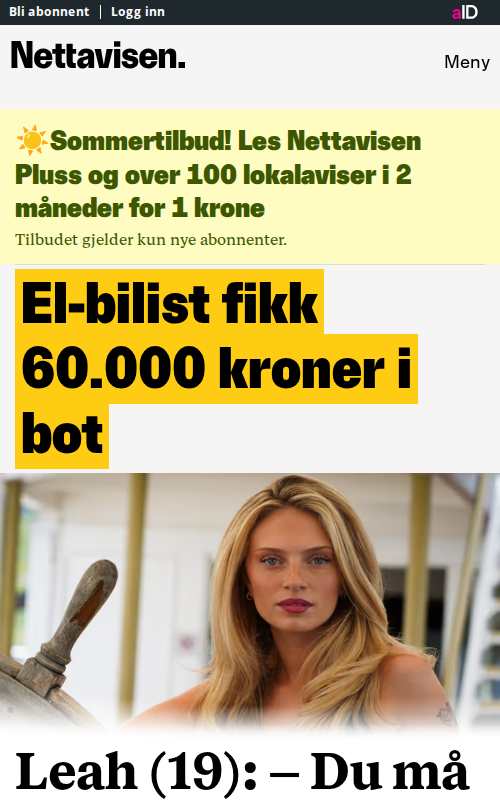 Bli abonnent | Logg inn
aID
Nettavisen.
Meny
☀️Sommertilbud! Les Nettavisen
Pluss og over 100 lokalaviser i 2
måneder for 1 krone
Tilbudet gjelder kun nye abonnenter.
El-bilist fikk
60.000 kroner i
bot
Leah (19): – Du må